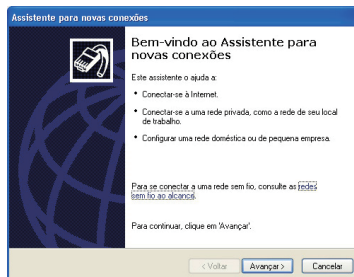 Assistente para novas conexões
Bem-vindo ao Assistente para
novas conexões
Este assistente o ajuda a:
• Conectar-se à Internet.
• Conectar-se a uma rede privada, como a rede de seu local
de trabalho.
• Configurar uma rede doméstica ou de pequena empresa.
Para se conectar a uma rede sem fio, consulte as redes
sem fio ao alcance.
Para continuar, clique em 'Avançar'.
< Voltar Avançar > Cancelar